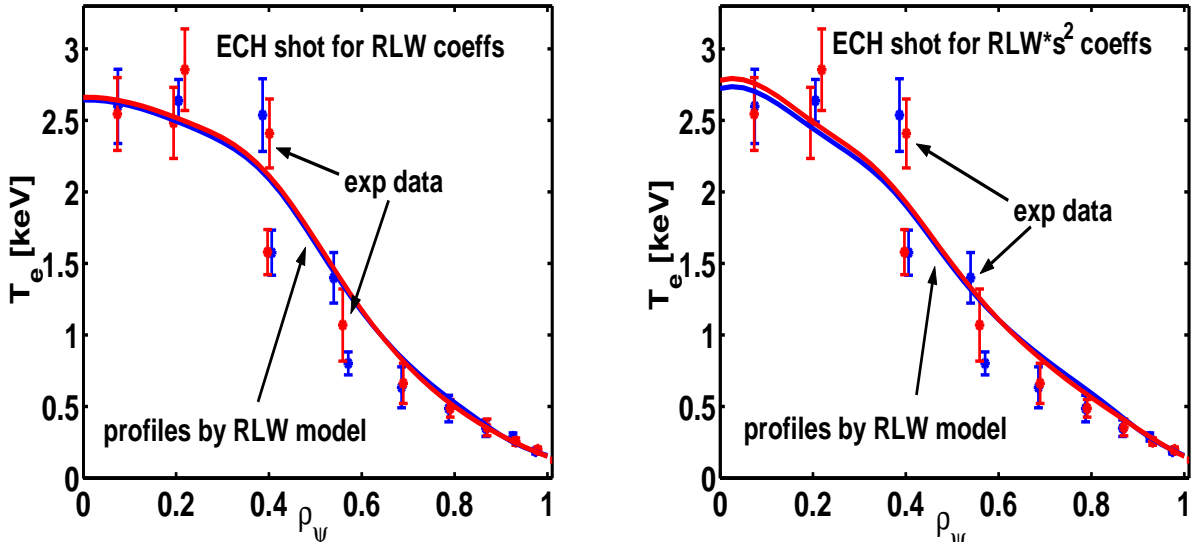 ECH shot for RLW coeffs
exp data
profiles by RLW model
T_e [keV]
3
2.5
2
1.5
1
0.5
0
0 0.2 0.4 0.6 0.8 1
ρ_ψ
ECH shot for RLW*s^2 coeffs
exp data
profiles by RLW model
T_e [keV]
3
2.5
2
1.5
1
0.5
0
0 0.2 0.4 0.6 0.8 1
ρ_ψ